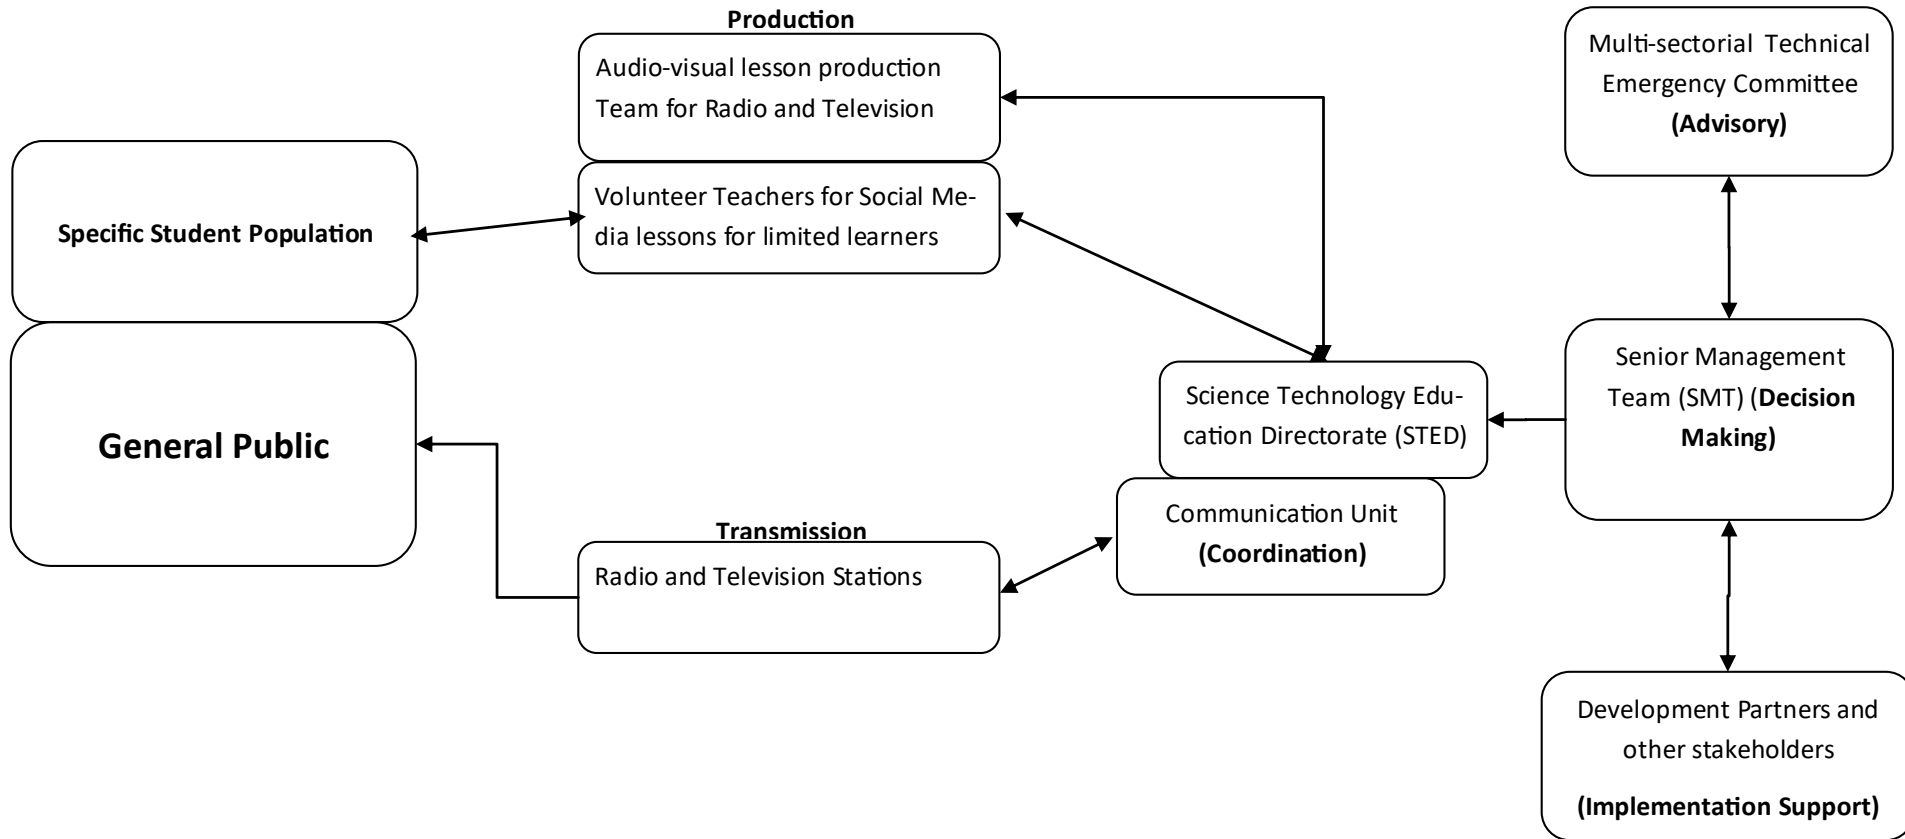 Production
Audio-visual lesson production
Team for Radio and Television
Volunteer Teachers for Social Me-
dia lessons for limited learners
Specific Student Population
General Public
Transmission
Radio and Television Stations
Science Technology Edu-
cation Directorate (STED)
Communication Unit
(Coordination)
Multi-sectorial Technical
Emergency Committee
(Advisory)
Senior Management
Team (SMT) (Decision
Making)
Development Partners and
other stakeholders
(Implementation Support)